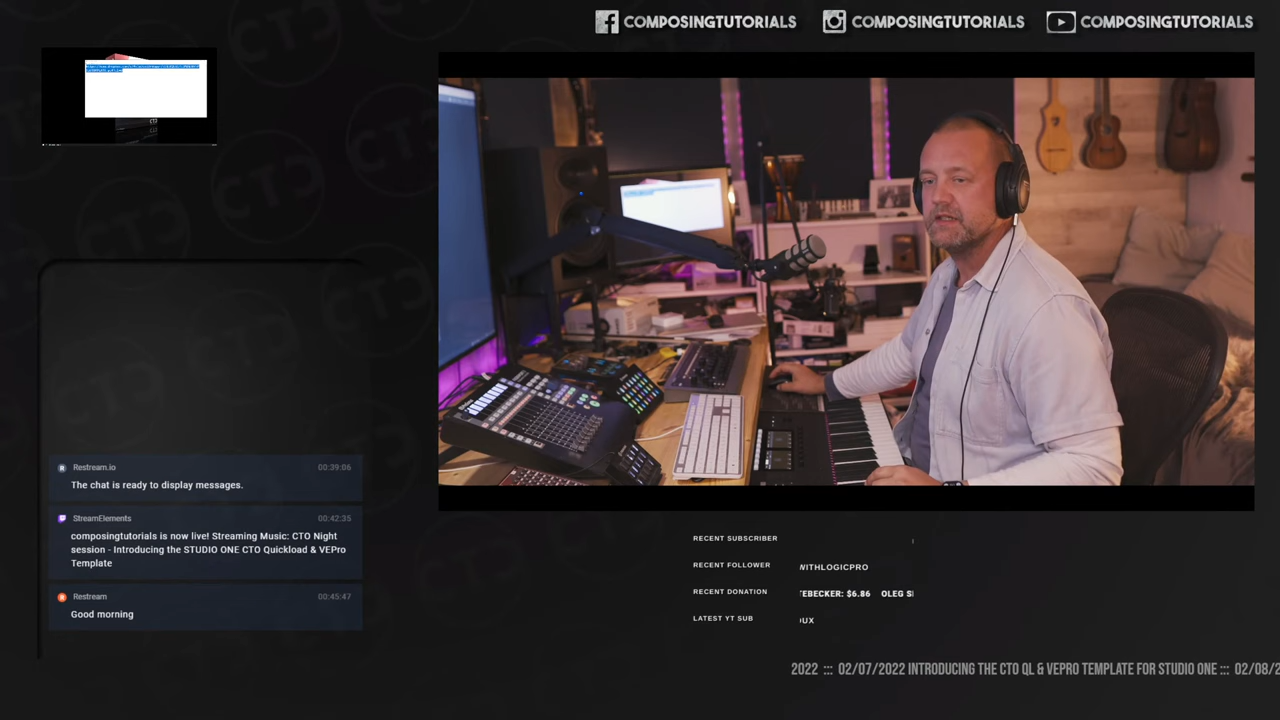 COMPOSINGTUTORIALS COMPOSINGTUTORIALS COMPOSINGTUTORIALS
Restream.io 00:39:06
The chat is ready to display messages.
StreamElements 00:42:35
composingtutorials is now live! Streaming Music: CTO Night
session - Introducing the STUDIO ONE CTO Quickload & VEPro
Template
Restream 00:45:47
Good morning
RECENT SUBSCRIBER
RECENT FOLLOWER WITHLOGICPRO
RECENT DONATION EBECKER: $6.86 OLEG S
LATEST YT SUB UX
2022 ::: 02/07/2022 INTRODUCING THE CTO QL & VEPRO TEMPLATE FOR STUDIO ONE ::: 02/08/2